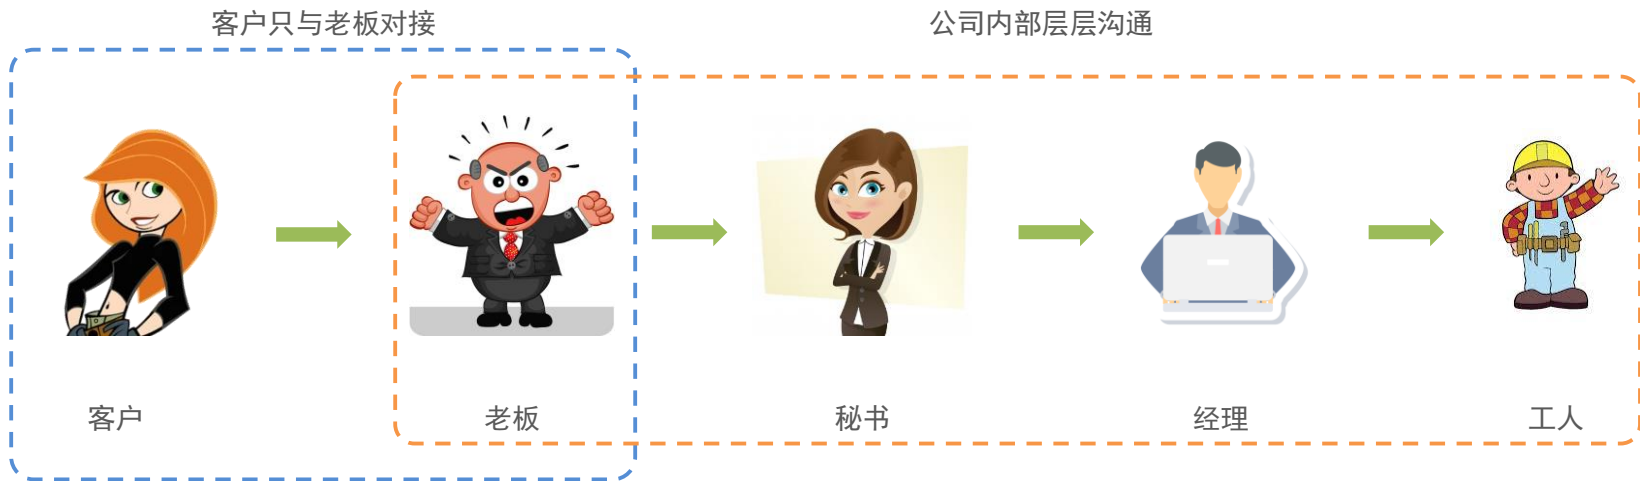 客户只与老板对接
公司内部层层沟通
客户
老板
秘书
经理
工人